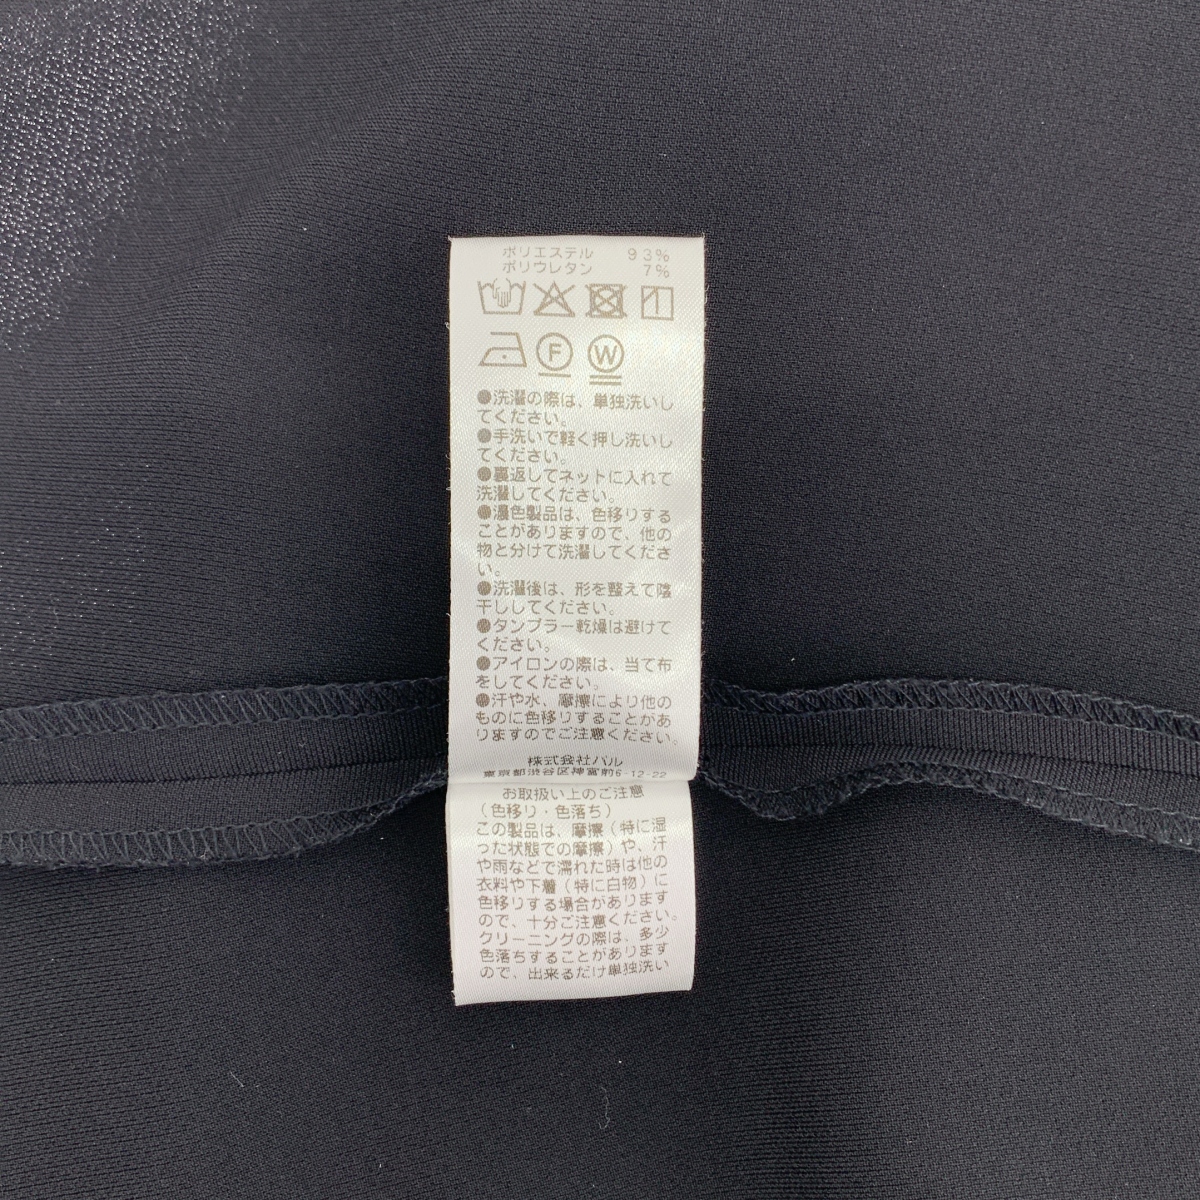 ポリエステル 93%
ポリウレタン 7%
F W
●洗濯の際は、単独洗いし
てください。
●手洗いで軽く押し洗いし
てください。
●裏返してネットに入れて
洗濯してください。
●濃色製品は、色移りする
ことがありますので、他の
物と分けて洗濯してくださ
い。
●洗濯後は、形を整えて陰
干ししてください。
●タンブラー乾燥は避けて
ください。
●アイロンの際は、当て布
をしてください。
●汗や水、摩擦により他の
ものに色移りすることがあ
りますのでご注意ください。
株式会社パル
東京都渋谷区神宮前6-12-22
お取扱い上のご注意
(色移り・色落ち)
この製品は、摩擦(特に湿
った状態での摩擦)や、汗
や雨などで濡れた時は他の
衣料や下着(特に白物)に
色移りする場合があります
ので、十分ご注意ください。
クリーニングの際は、多少
色落ちすることがあります
ので、出来るだけ単独洗い